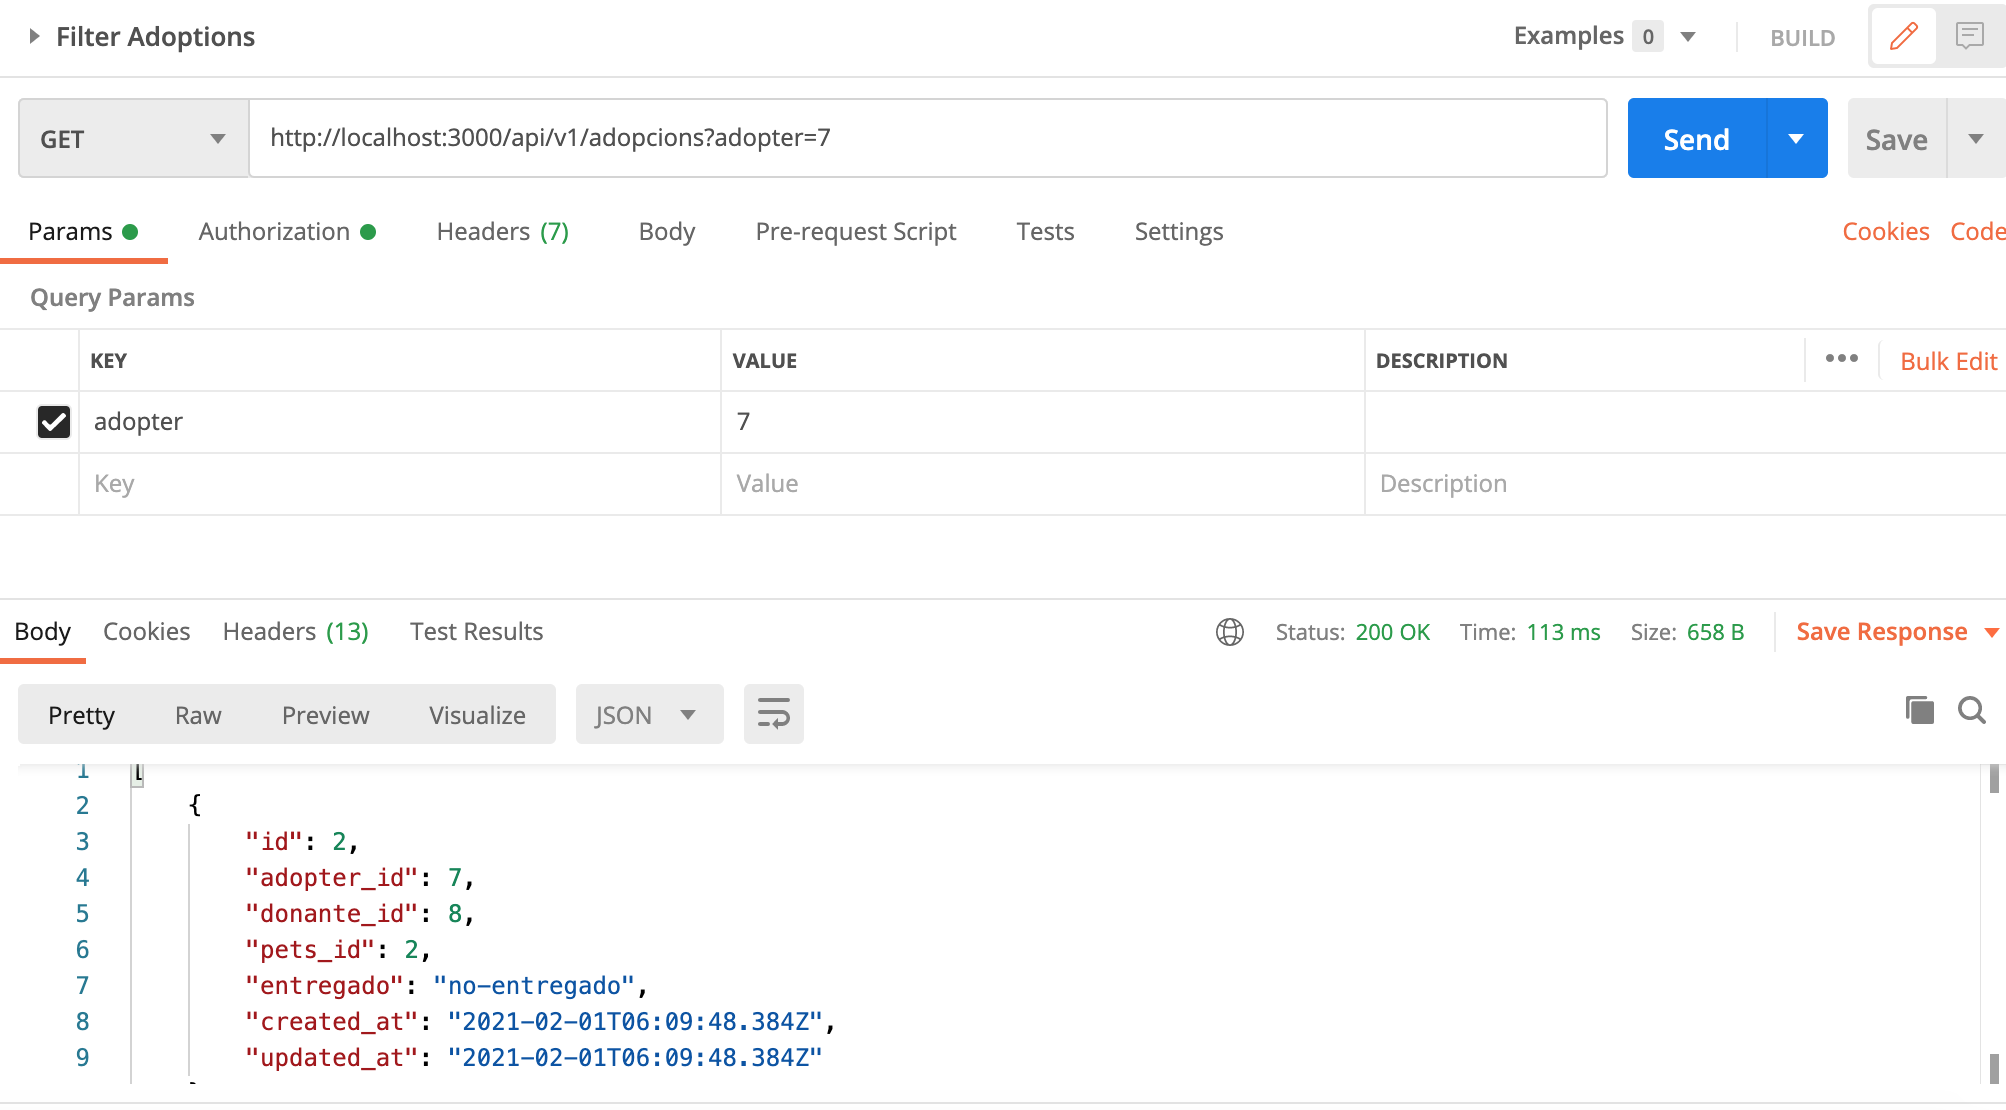 Filter Adoptions
Examples 0
BUILD
GET
http://localhost:3000/api/v1/adopcions?adopter=7
Send
Save
Params
Authorization
Headers (7)
Body
Pre-request Script
Tests
Settings
Cookies
Code
Query Params
KEY
VALUE
DESCRIPTION
Bulk Edit
adopter
7
Key
Value
Description
Body
Cookies
Headers (13)
Test Results
Status: 200 OK
Time: 113 ms
Size: 658 B
Save Response
Pretty
Raw
Preview
Visualize
JSON
1 [
2 {
3 "id": 2,
4 "adopter_id": 7,
5 "donante_id": 8,
6 "pets_id": 2,
7 "entregado": "no-entregado",
8 "created_at": "2021-02-01T06:09:48.384Z",
9 "updated_at": "2021-02-01T06:09:48.384Z"